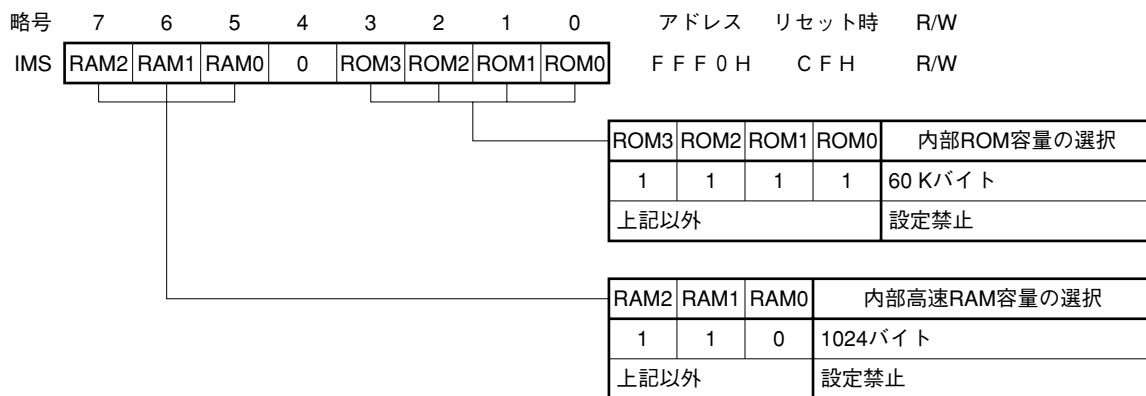 略号 7 6 5 4 3 2 1 0 アドレス リセット時 R/W
IMS RAM2 RAM1 RAM0 0 ROM3 ROM2 ROM1 ROM0 FFF0H CFH R/W
ROM3 ROM2 ROM1 ROM0 内部ROM容量の選択
1 1 1 1 60 Kバイト
上記以外 設定禁止
RAM2 RAM1 RAM0 内部高速RAM容量の選択
1 1 0 1024バイト
上記以外 設定禁止